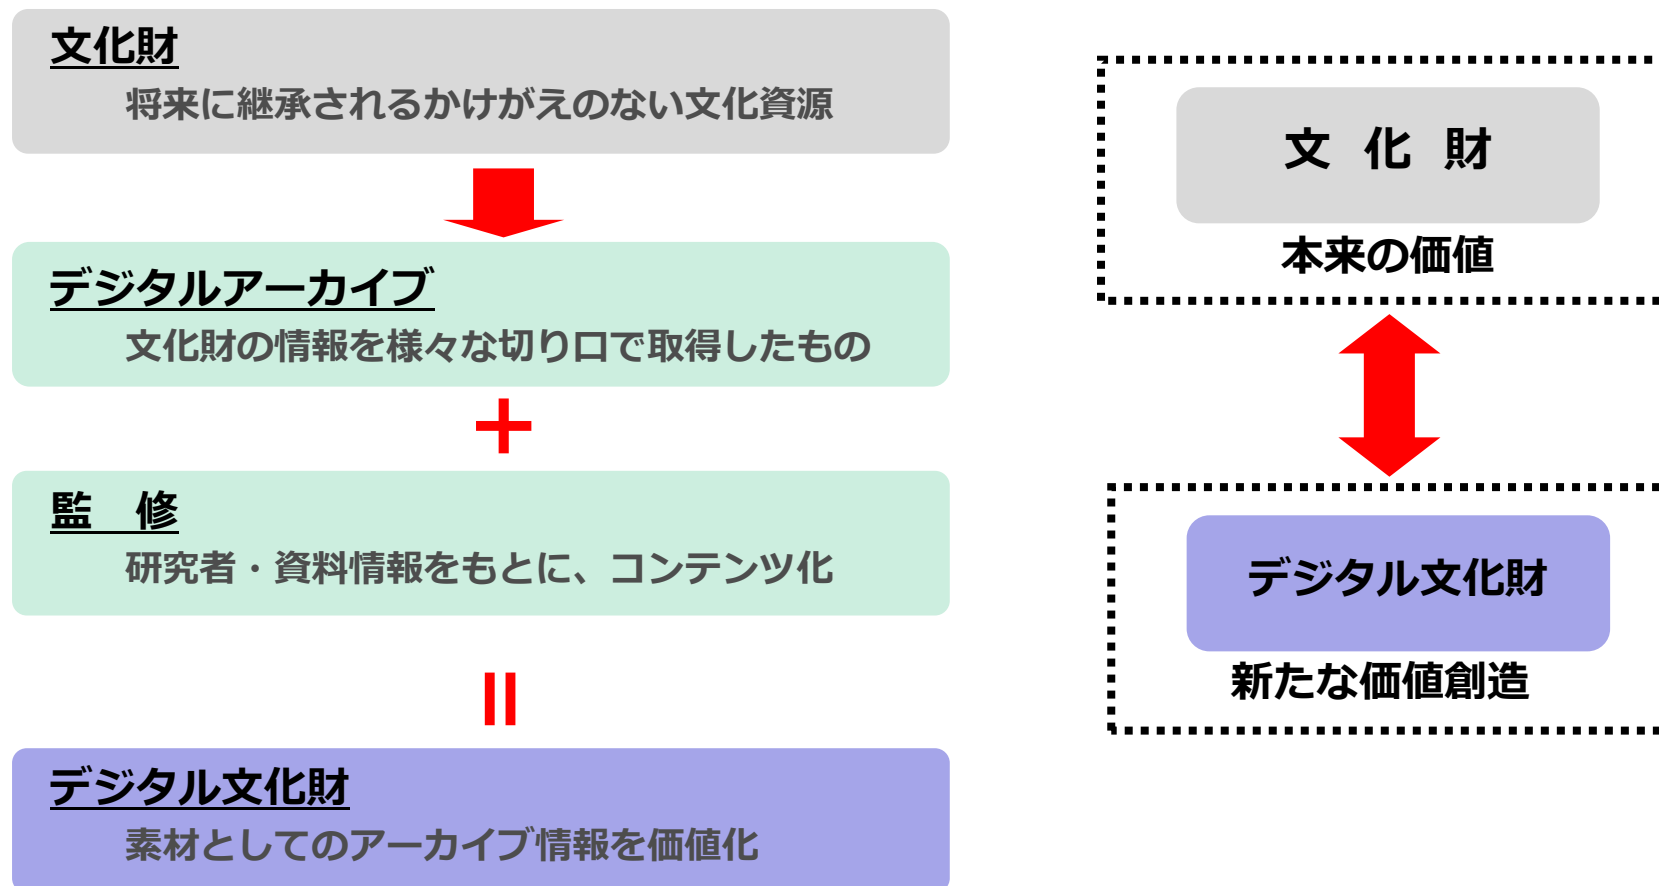 文化財
将来に継承されるかけがえのない文化資源
デジタルアーカイブ
文化財の情報を様々な切り口で取得したもの
+
監　修
研究者・資料情報をもとに、コンテンツ化
=
デジタル文化財
素材としてのアーカイブ情報を価値化
文 化 財
本来の価値
デジタル文化財
新たな価値創造